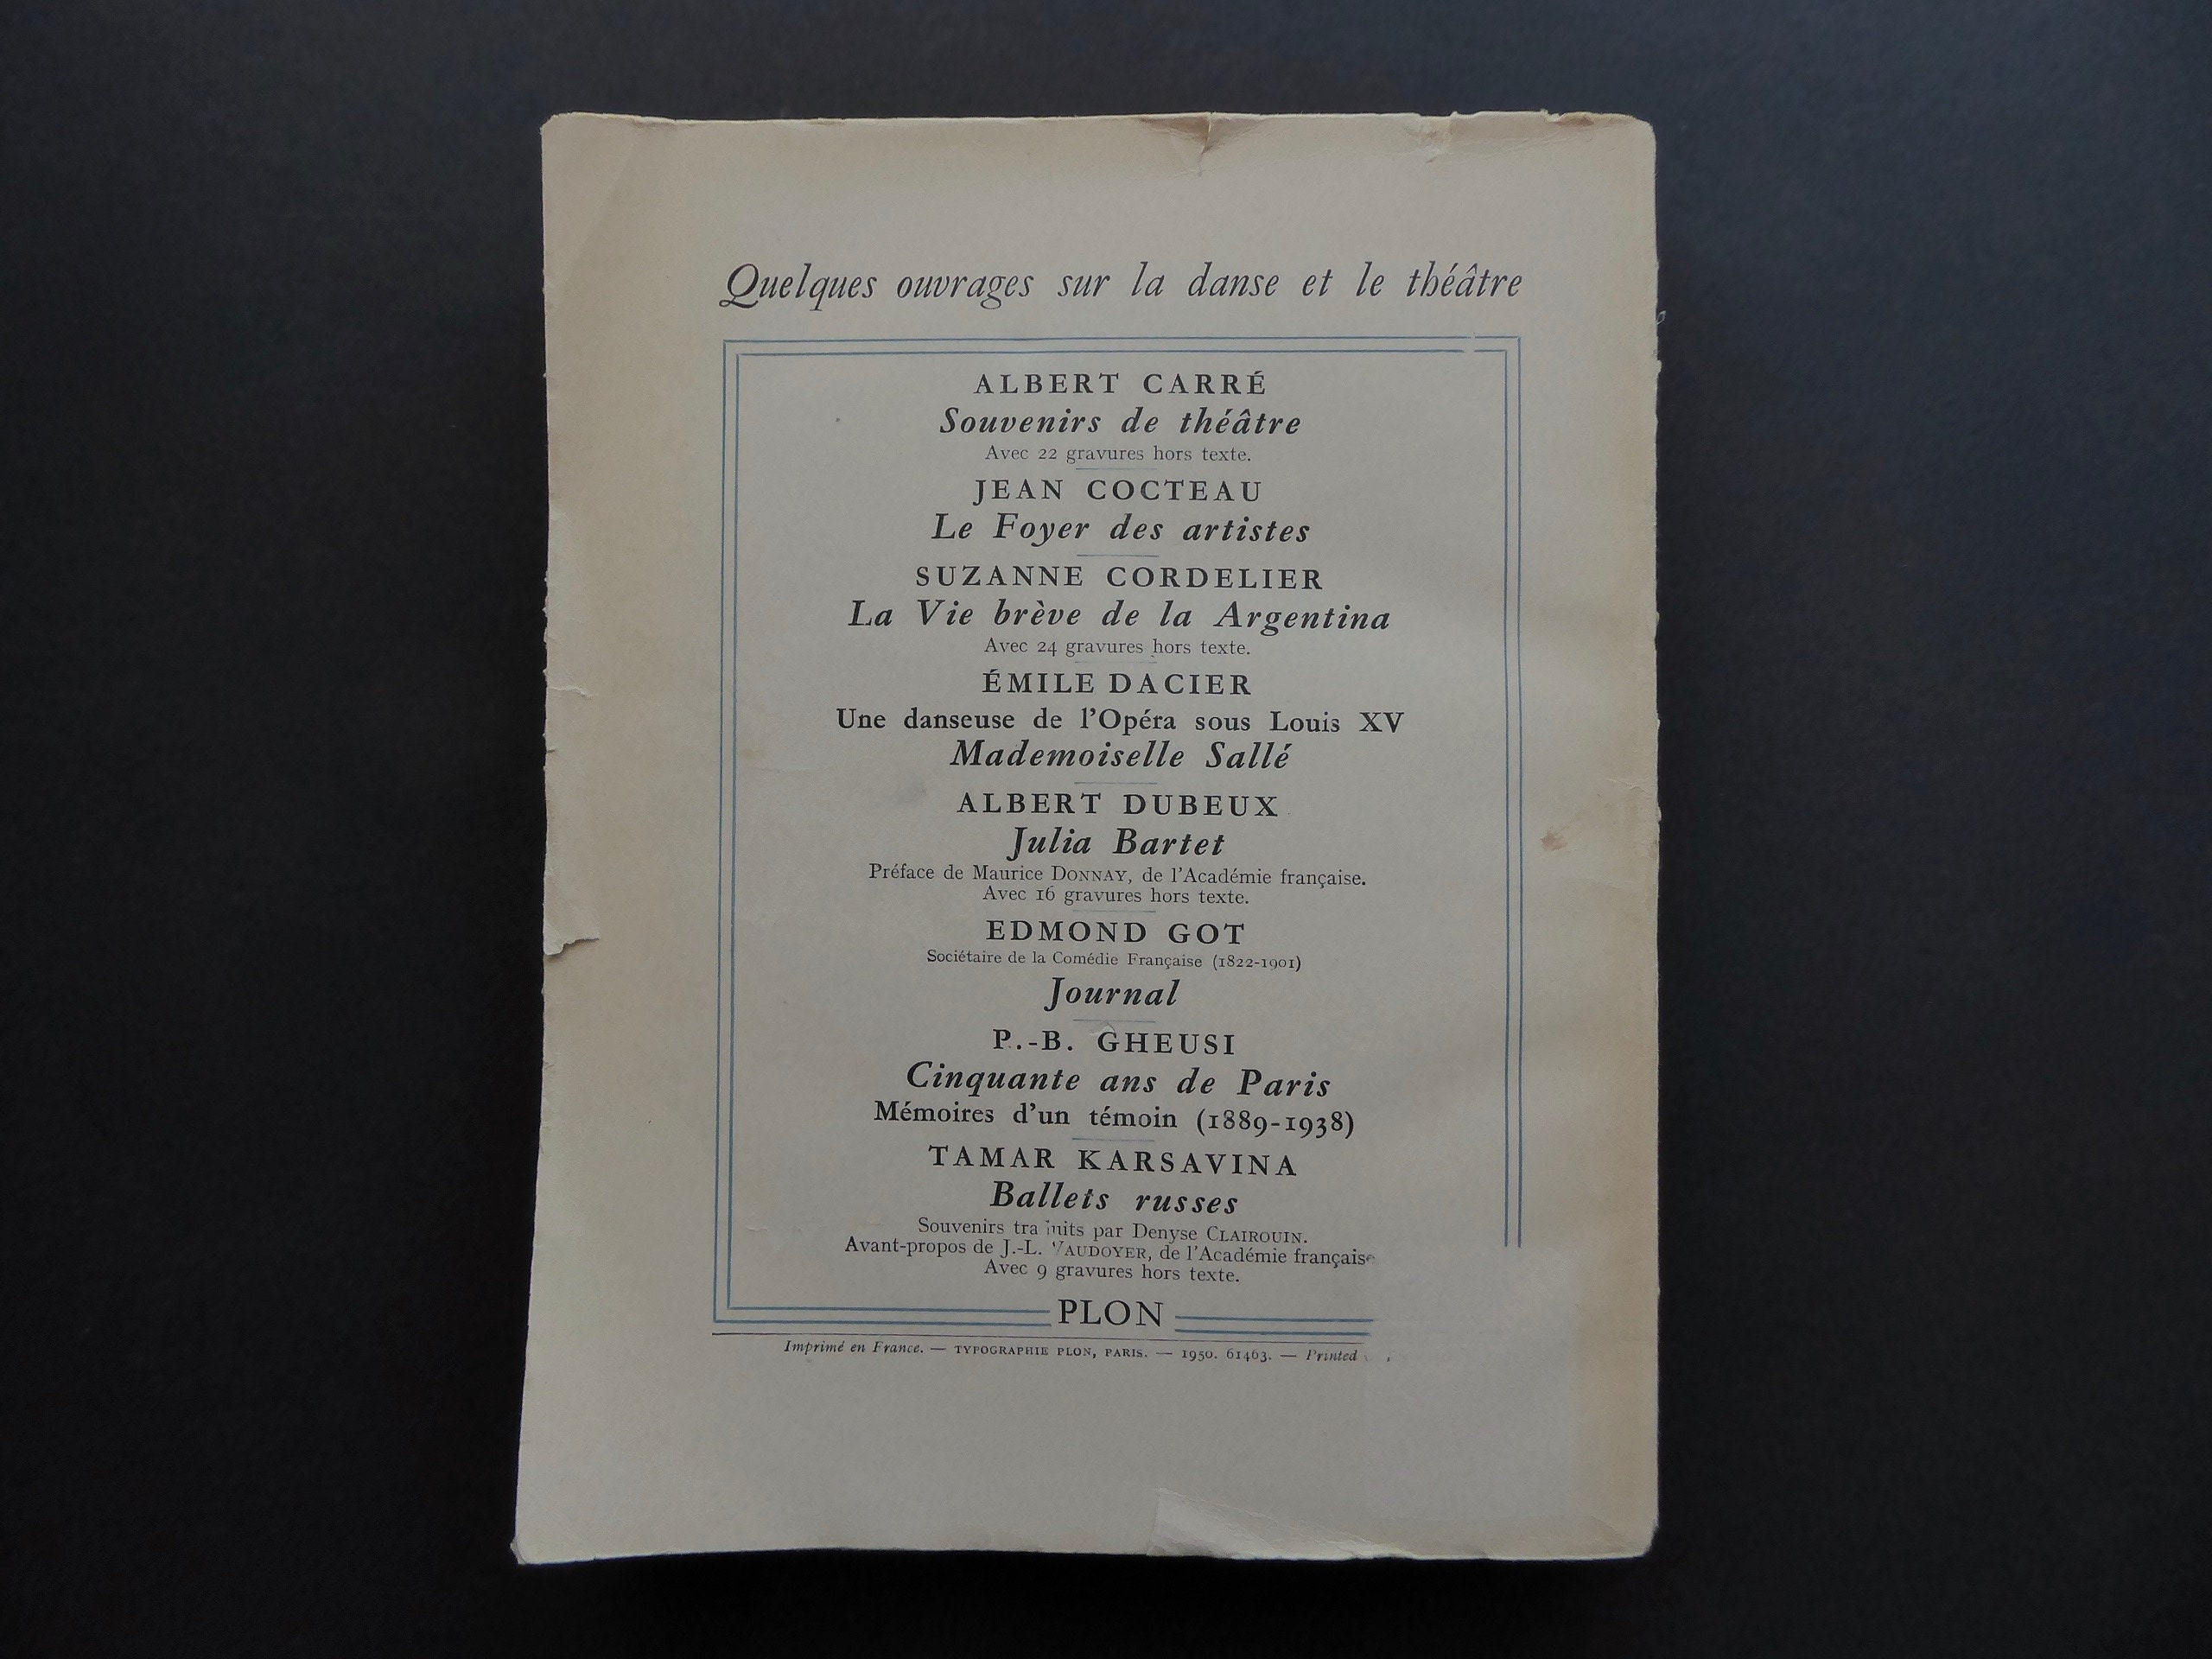 Quelques ouvrages sur la danse et le théâtre
ALBERT CARRÉ
Souvenirs de théâtre
Avec 22 gravures hors texte.
JEAN COCTEAU
Le Foyer des artistes
SUZANNE CORDELIER
La Vie brève de la Argentina
Avec 24 gravures hors texte.
ÉMILE DACIER
Une danseuse de l'Opéra sous Louis XV
Mademoiselle Sallé
ALBERT DUBEUX
Julia Bartet
Préface de Maurice DONNAY, de l'Académie française.
Avec 16 gravures hors texte.
EDMOND GOT
Sociétaire de la Comédie Française (1822-1901)
Journal
P.-B. GHEUSI
Cinquante ans de Paris
Mémoires d'un témoin (1889-1938)
TAMAR KARSAVINA
Ballets russes
Souvenirs traduits par Denyse CLAIROUIN.
Avant-propos de J.-L. VAUDOYER, de l'Académie française
Avec 9 gravures hors texte.
PLON
Imprimé en France. — TYPOGRAPHIE PLON, PARIS. — 1950. 61463. — Printed